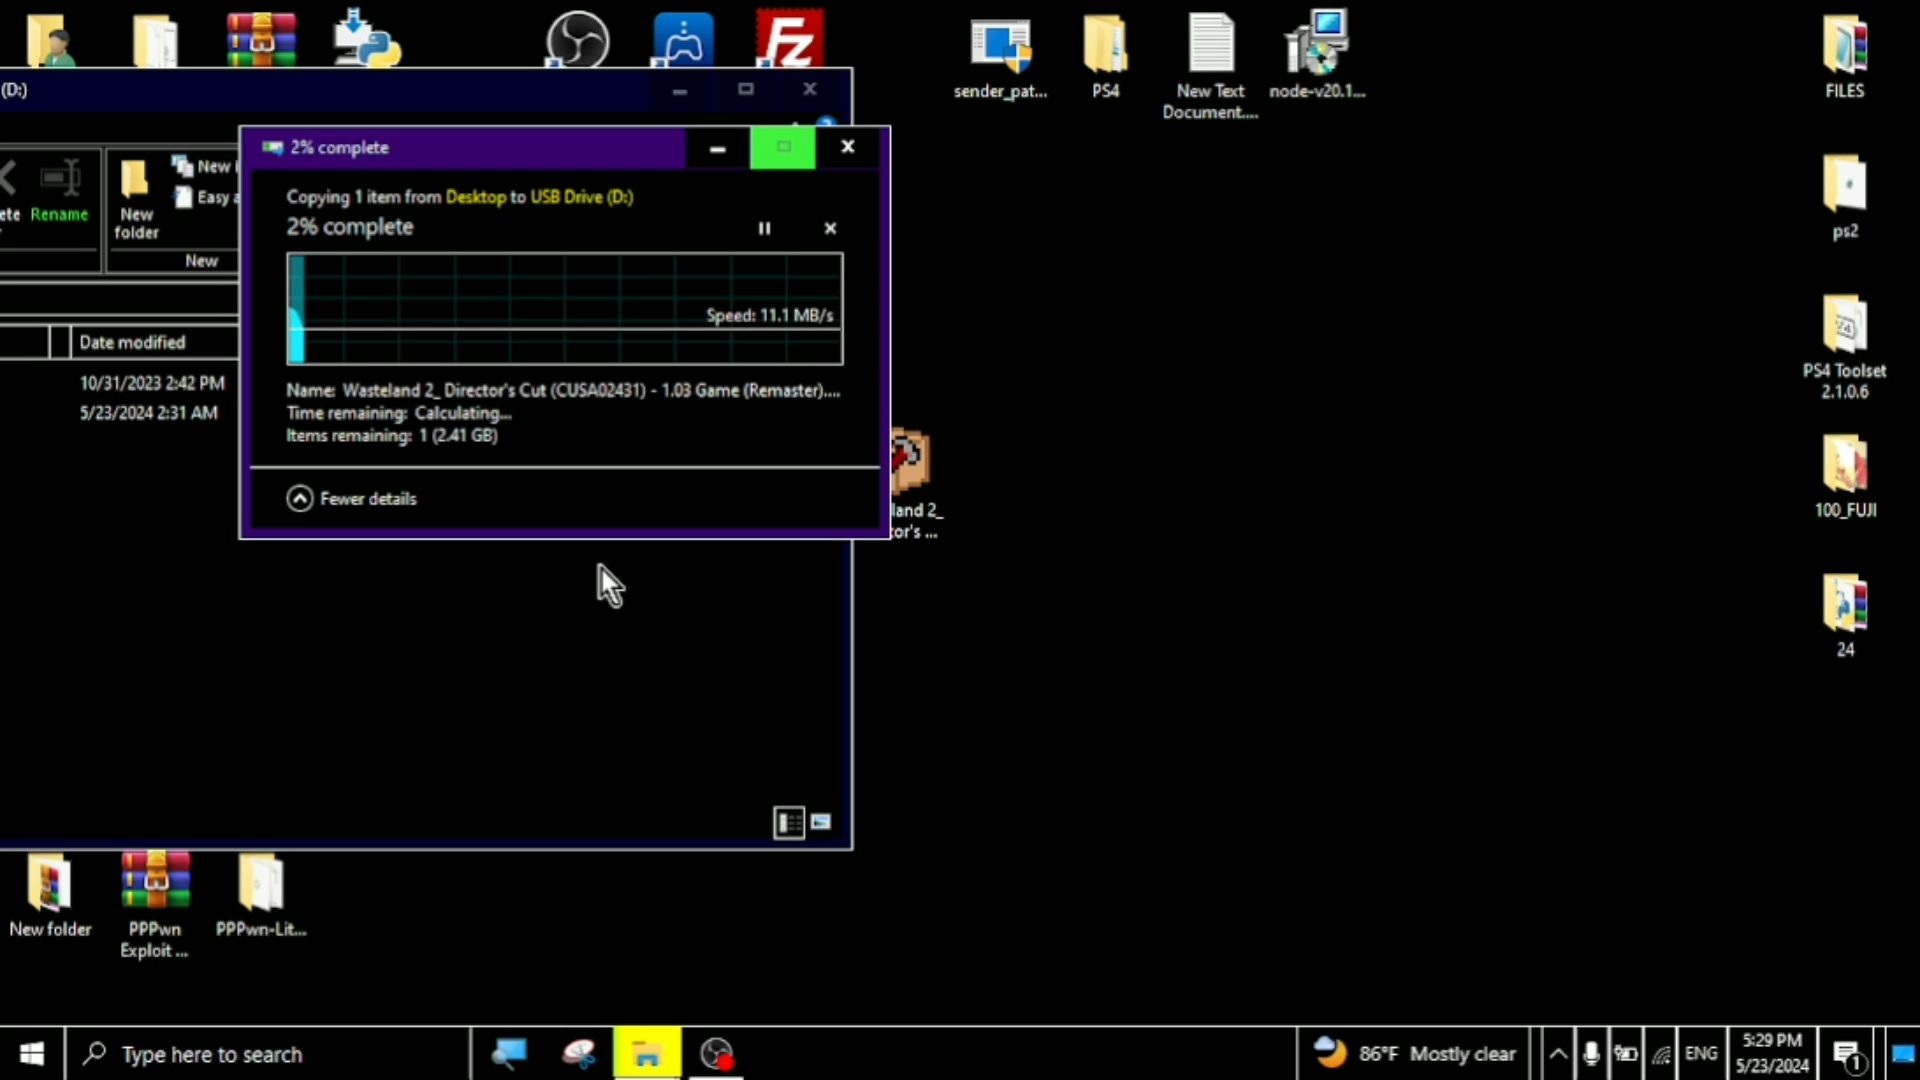 sender_pat...
PS4
New Text
Document....
node-v20.1...
FILES
(D:)
2% complete
Copying 1 item from Desktop to USB Drive (D:)
2% complete
Speed: 11.1 MB/s
Name: Wasteland 2_ Director's Cut (CUSA02431) - 1.03 Game (Remaster)....
Time remaining: Calculating...
Items remaining: 1 (2.41 GB)
Fewer details
Rename
New
folder
New
Easy
New
Date modified
10/31/2023 2:42 PM
5/23/2024 2:31 AM
ps2
PS4 Toolset
2.1.0.6
100_FUJI
24
land 2_
tor's ...
New folder
PPPwn
Exploit ...
PPPwn-Lit...
Type here to search
86°F Mostly clear
ENG
5:29 PM
5/23/2024
1